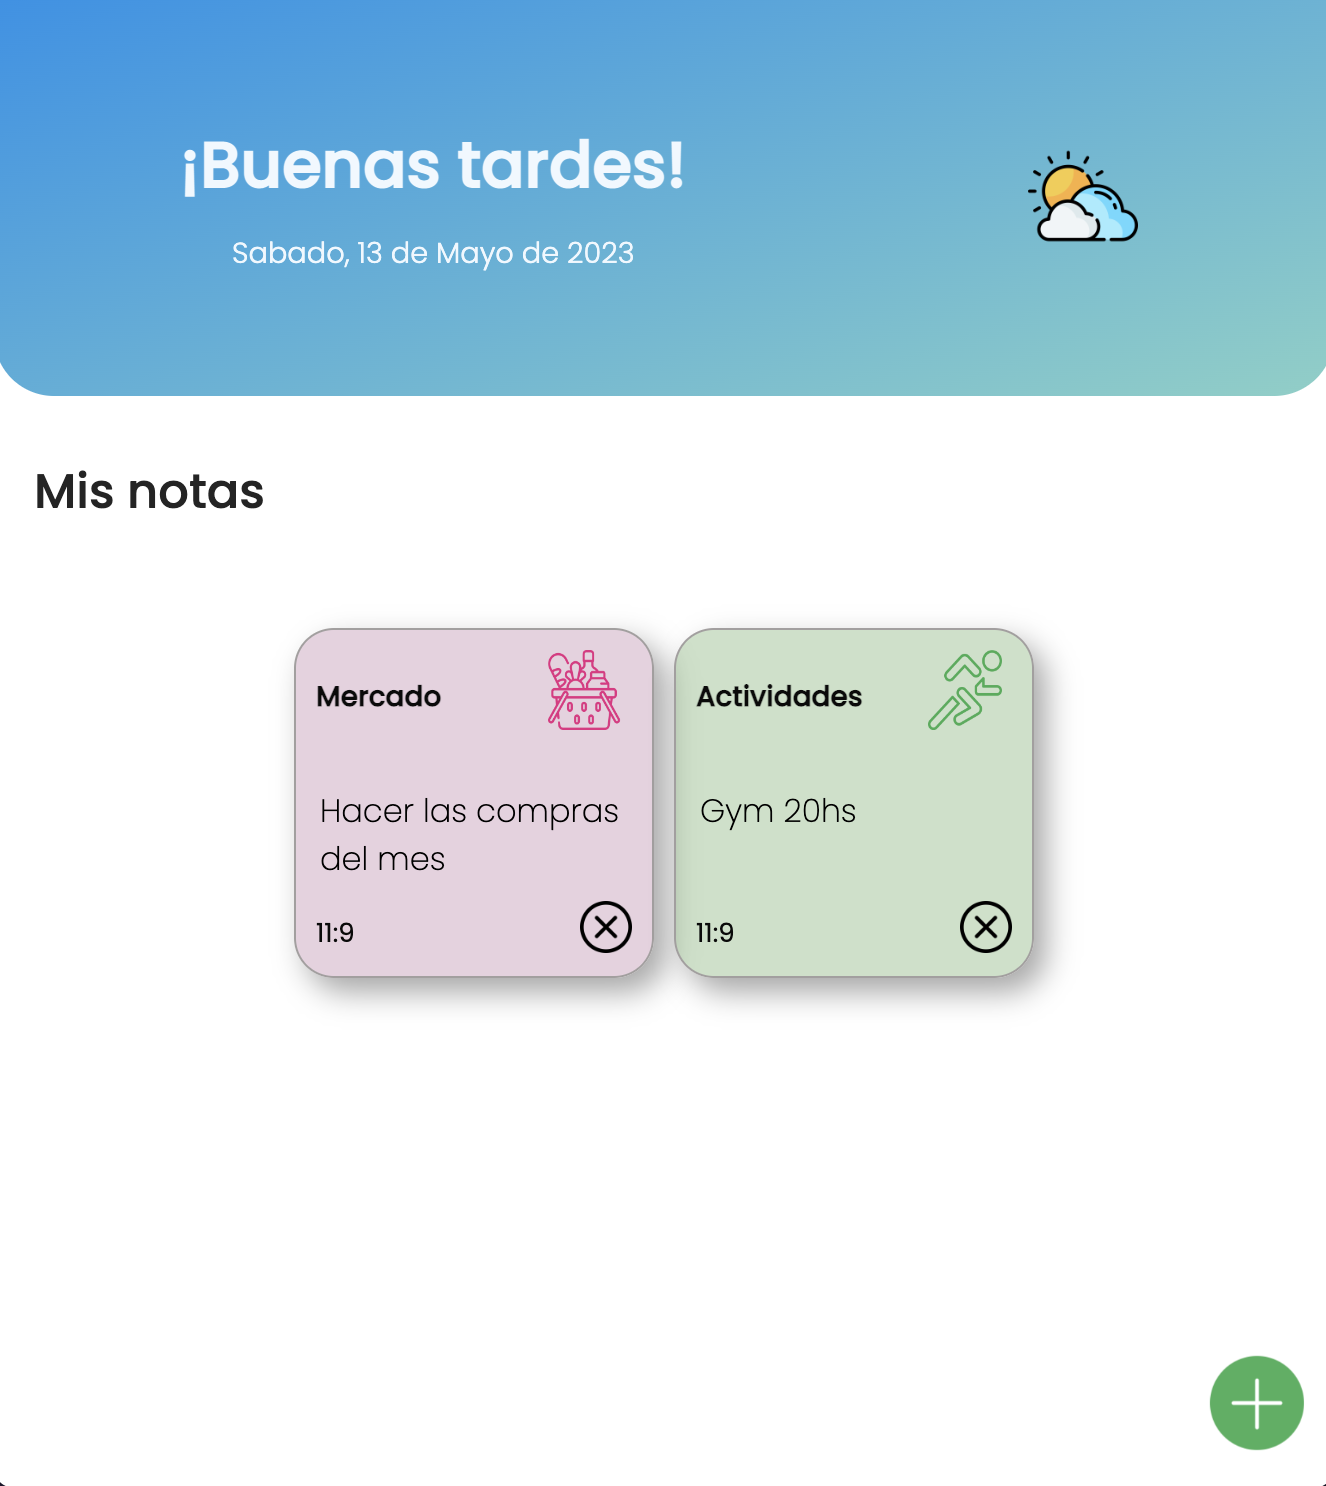 ¡Buenas tardes!
Sabado, 13 de Mayo de 2023
Mis notas
Mercado
Hacer las compras
del mes
11:9
Actividades
Gym 20hs
11:9